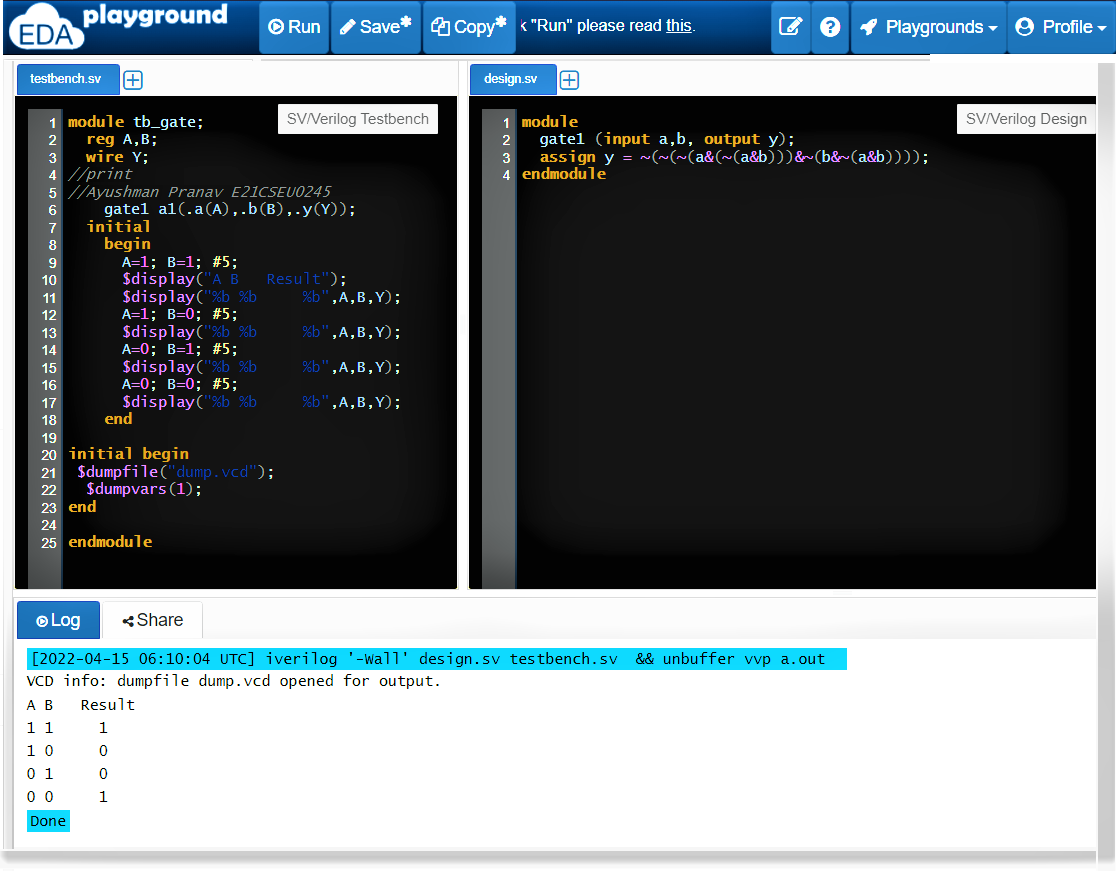 EDA playground
Run Save* Copy* k "Run" please read this. Playgrounds Profile
testbench.sv
SV/Verilog Testbench
1 module tb_gate;
2 reg A,B;
3 wire Y;
4 //print
5 //Ayushman Pranav E21CSEU0245
6 gate1 a1(.a(A),.b(B),.y(Y));
7 initial
8 begin
9 A=1; B=1; #5;
10 $display("A B   Result");
11 $display("%b %b     %b",A,B,Y);
12 A=1; B=0; #5;
13 $display("%b %b     %b",A,B,Y);
14 A=0; B=1; #5;
15 $display("%b %b     %b",A,B,Y);
16 A=0; B=0; #5;
17 $display("%b %b     %b",A,B,Y);
18 end
19
20 initial begin
21 $dumpfile("dump.vcd");
22 $dumpvars(1);
23 end
24
25 endmodule
design.sv
SV/Verilog Design
1 module
2 gate1 (input a,b, output y);
3 assign y = ~(~(~(a&(~(a&b)))&~(b&~(a&b))));
4 endmodule
Log Share
[2022-04-15 06:10:04 UTC] iverilog '-Wall' design.sv testbench.sv  && unbuffer vvp a.out
VCD info: dumpfile dump.vcd opened for output.
A B   Result
1 1     1
1 0     0
0 1     0
0 0     1
Done